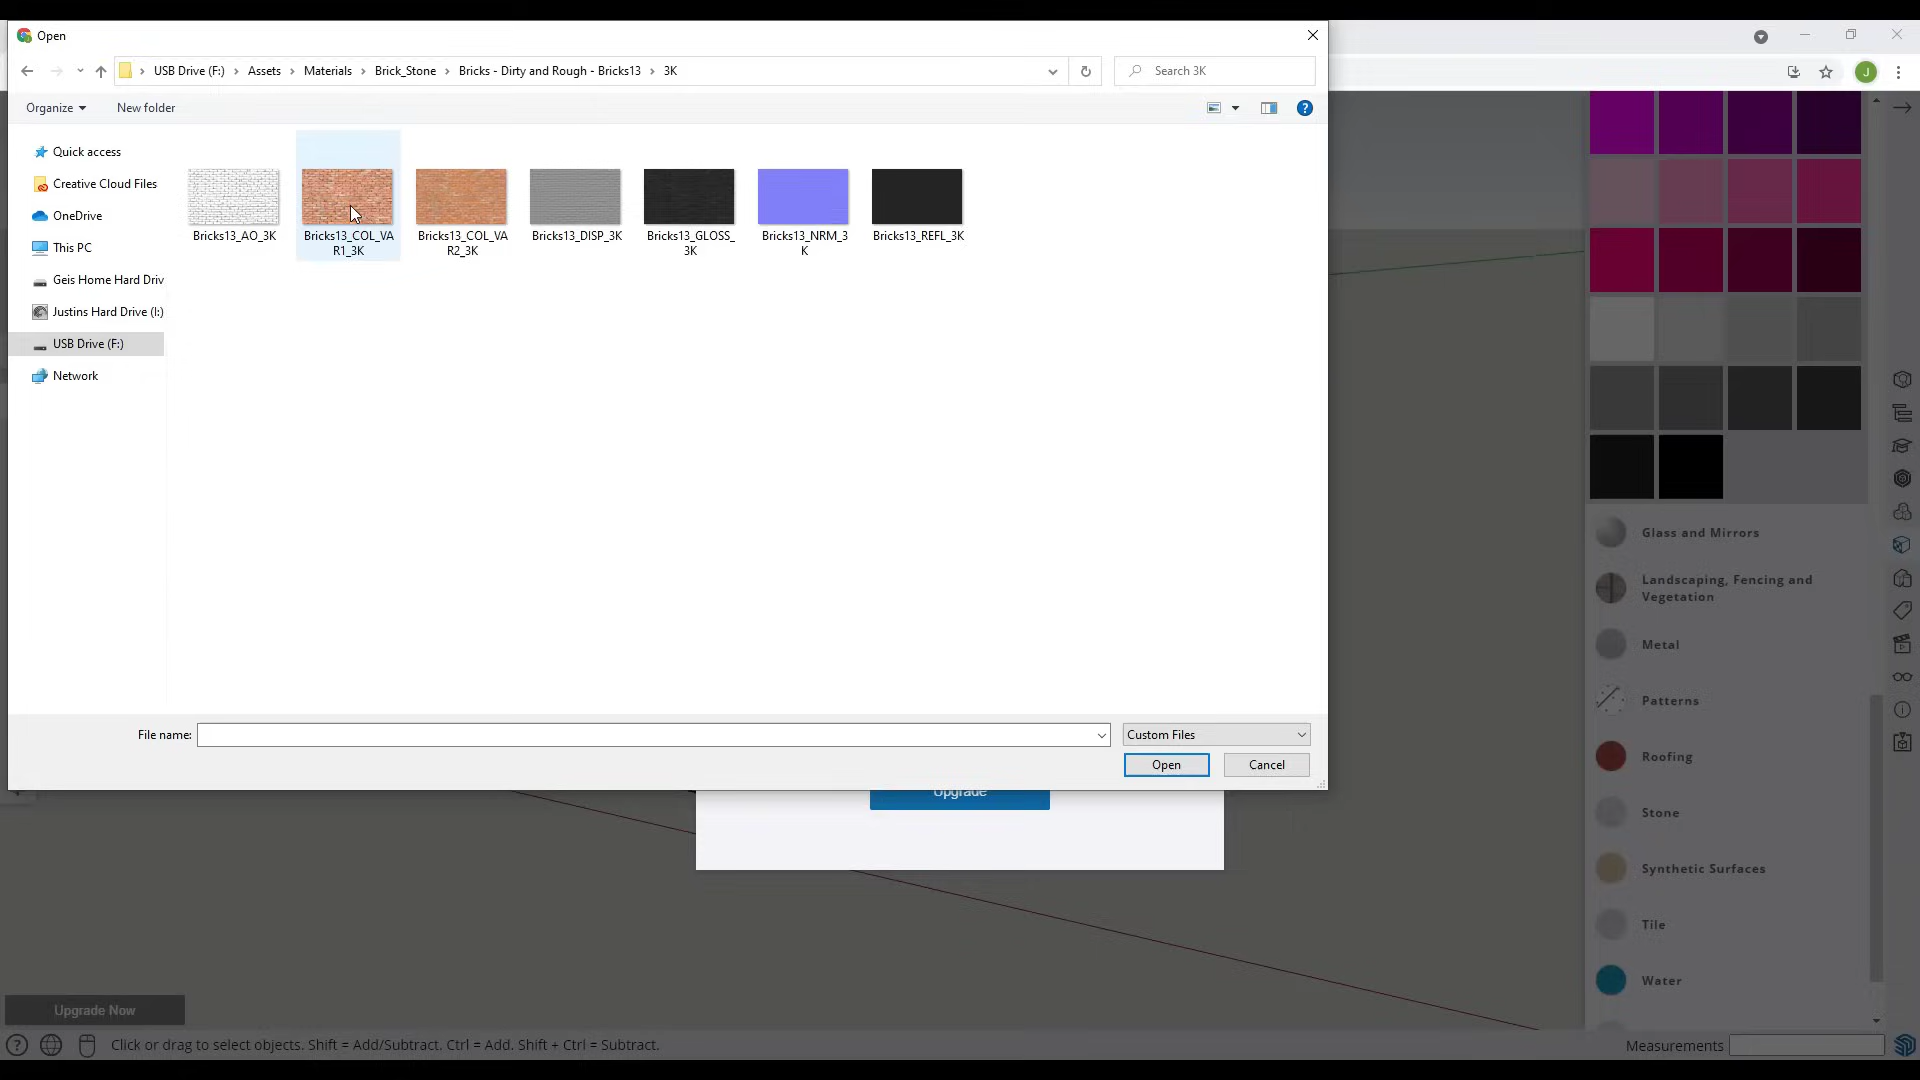 Open
USB Drive (F:) > Assets > Materials > Brick_Stone > Bricks - Dirty and Rough - Bricks13 > 3K
Search 3K
J
Organize
New folder
?
Quick access
Creative Cloud Files
OneDrive
This PC
Geis Home Hard Driv
Justins Hard Drive (I:)
USB Drive (F:)
Network
Bricks13_AO_3K
Bricks13_COL_VA
R1_3K
Bricks13_COL_VA
R2_3K
Bricks13_DISP_3K
Bricks13_GLOSS_
3K
Bricks13_NRM_3
K
Bricks13_REFL_3K
File name:
Custom Files
Open
Cancel
Upgrade
Glass and Mirrors
Landscaping, Fencing and
Vegetation
Metal
Patterns
Roofing
Stone
Synthetic Surfaces
Tile
Water
Upgrade Now
? Click or drag to select objects. Shift = Add/Subtract. Ctrl = Add. Shift + Ctrl = Subtract.
Measurements